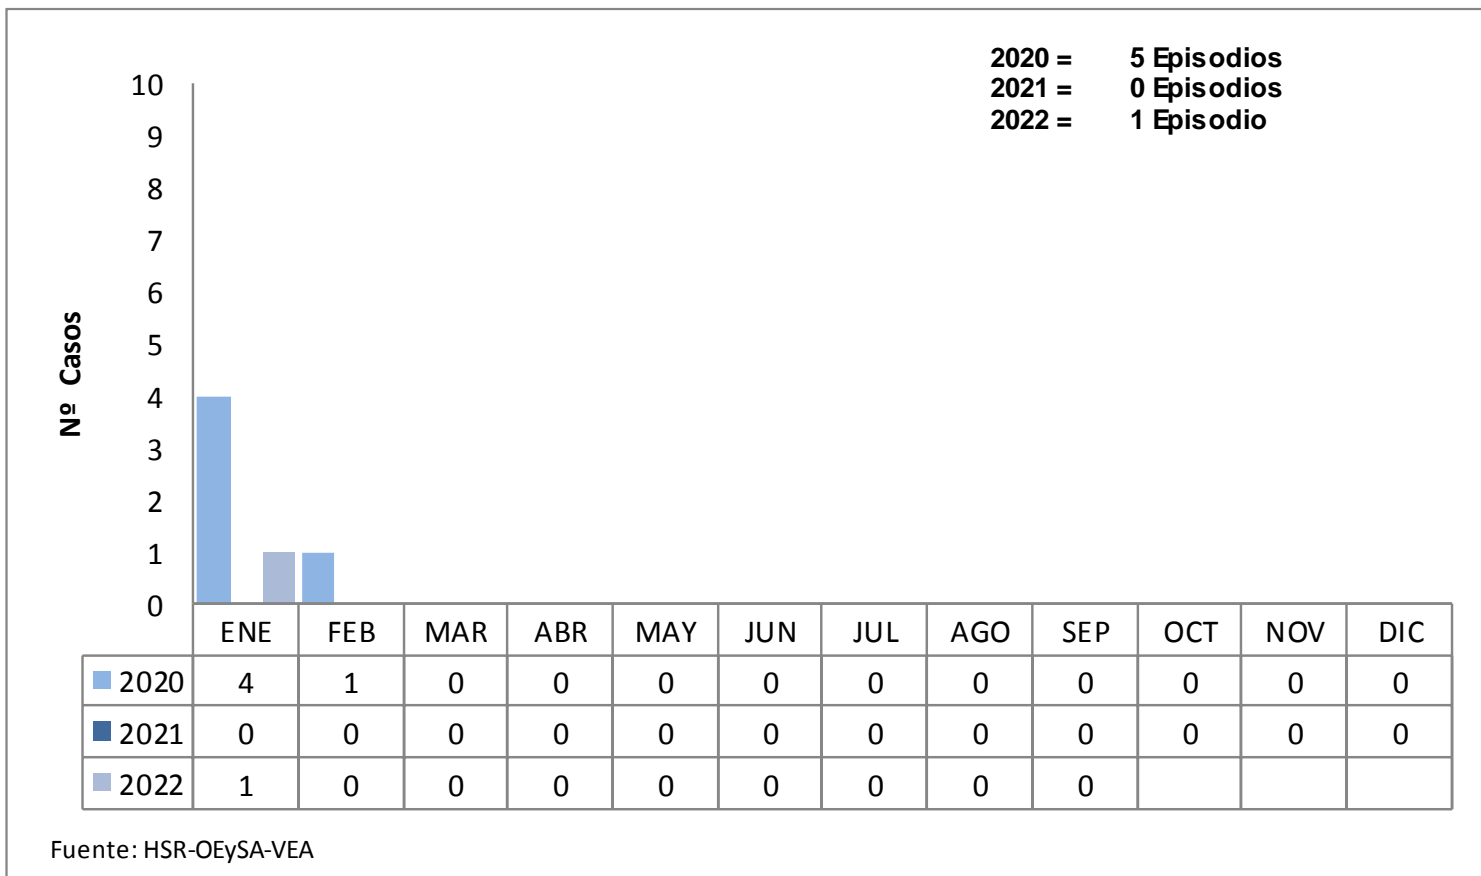 2020 = 5 Episodios
2021 = 0 Episodios
2022 = 1 Episodio
10
9
8
7
6
5
4
3
2
1
0
Nº Casos
ENE FEB MAR ABR MAY JUN JUL AGO SEP OCT NOV DIC
2020 4 1 0 0 0 0 0 0 0 0 0 0
2021 0 0 0 0 0 0 0 0 0 0 0 0
2022 1 0 0 0 0 0 0 0 0
Fuente: HSR-OEySA-VEA